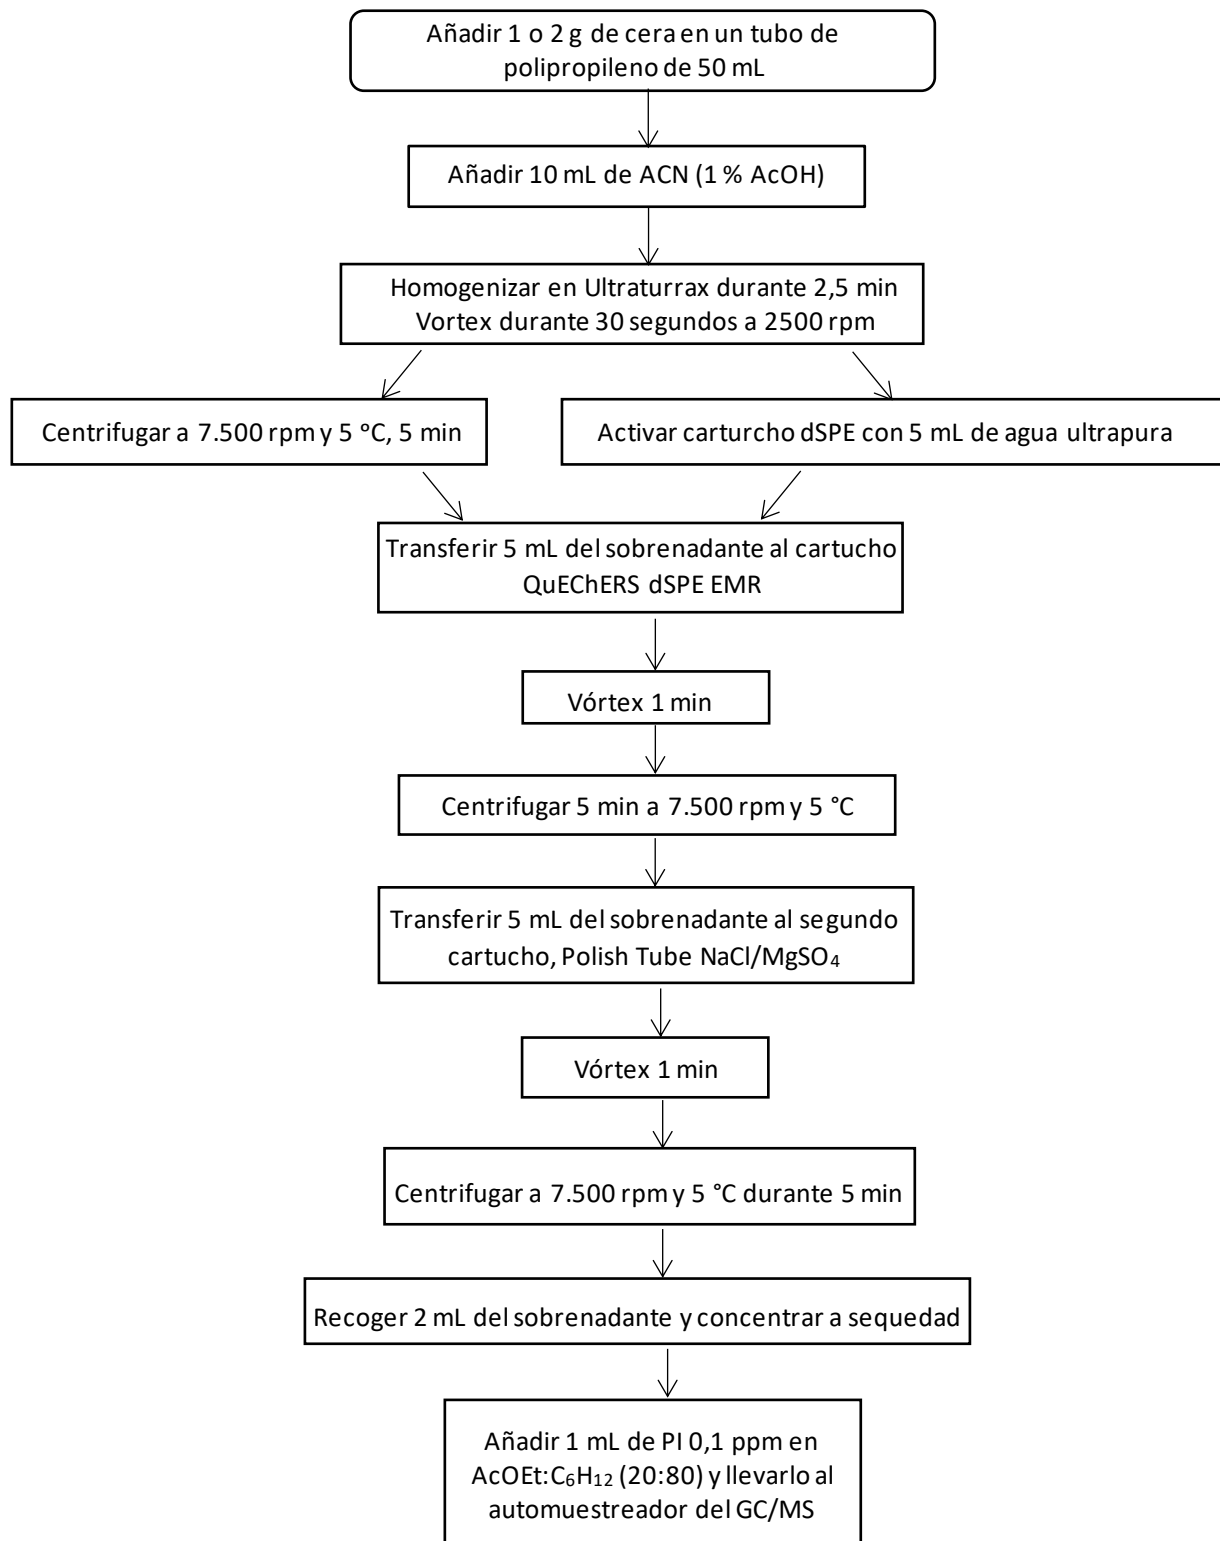 Añadir 1 o 2 g de cera en un tubo de
polipropileno de 50 mL
Añadir 10 mL de ACN (1 % AcOH)
Homogenizar en Ultraturrax durante 2,5 min
Vortex durante 30 segundos a 2500 rpm
Centrifugar a 7.500 rpm y 5 °C, 5 min
Activar carturcho dSPE con 5 mL de agua ultrapura
Transferir 5 mL del sobrenadante al cartucho
QuEChERS dSPE EMR
Vórtex 1 min
Centrifugar 5 min a 7.500 rpm y 5 °C
Transferir 5 mL del sobrenadante al segundo
cartucho, Polish Tube NaCl/MgSO₄
Vórtex 1 min
Centrifugar a 7.500 rpm y 5 °C durante 5 min
Recoger 2 mL del sobrenadante y concentrar a sequedad
Añadir 1 mL de PI 0,1 ppm en
AcOEt:C₆H₁₂ (20:80) y llevarlo al
automuestreador del GC/MS